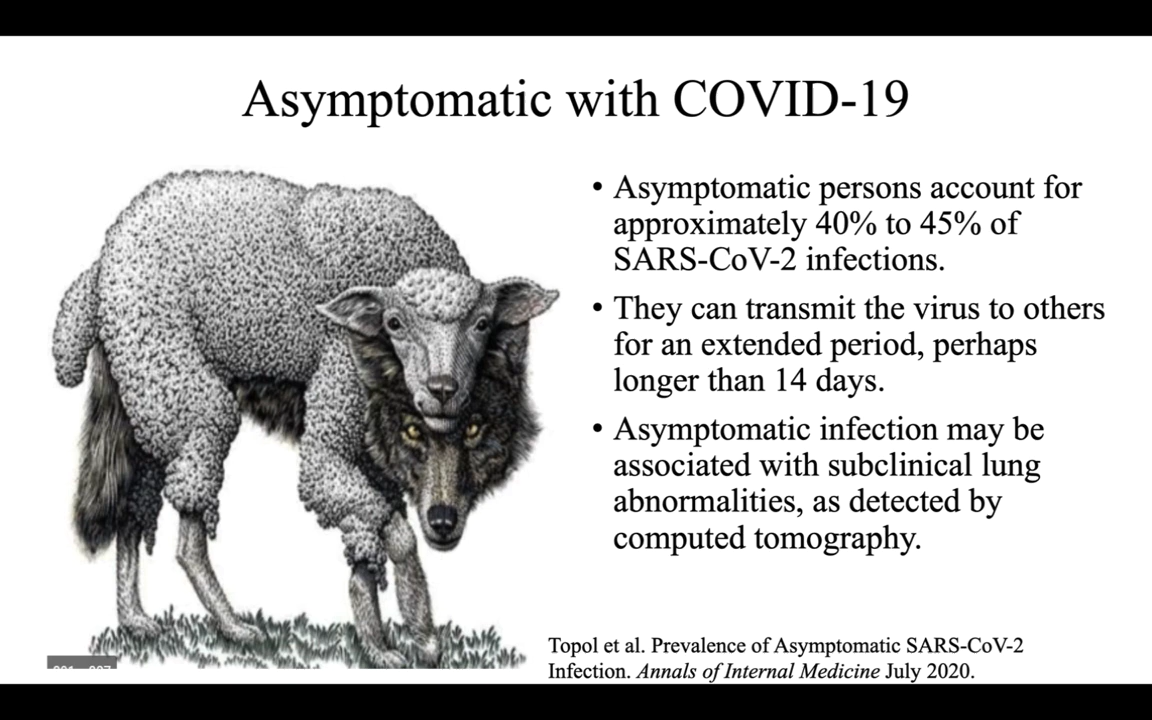 Asymptomatic with COVID-19
• Asymptomatic persons account for
approximately 40% to 45% of
SARS-CoV-2 infections.
• They can transmit the virus to others
for an extended period, perhaps
longer than 14 days.
• Asymptomatic infection may be
associated with subclinical lung
abnormalities, as detected by
computed tomography.
Topol et al. Prevalence of Asymptomatic SARS-CoV-2
Infection. Annals of Internal Medicine July 2020.